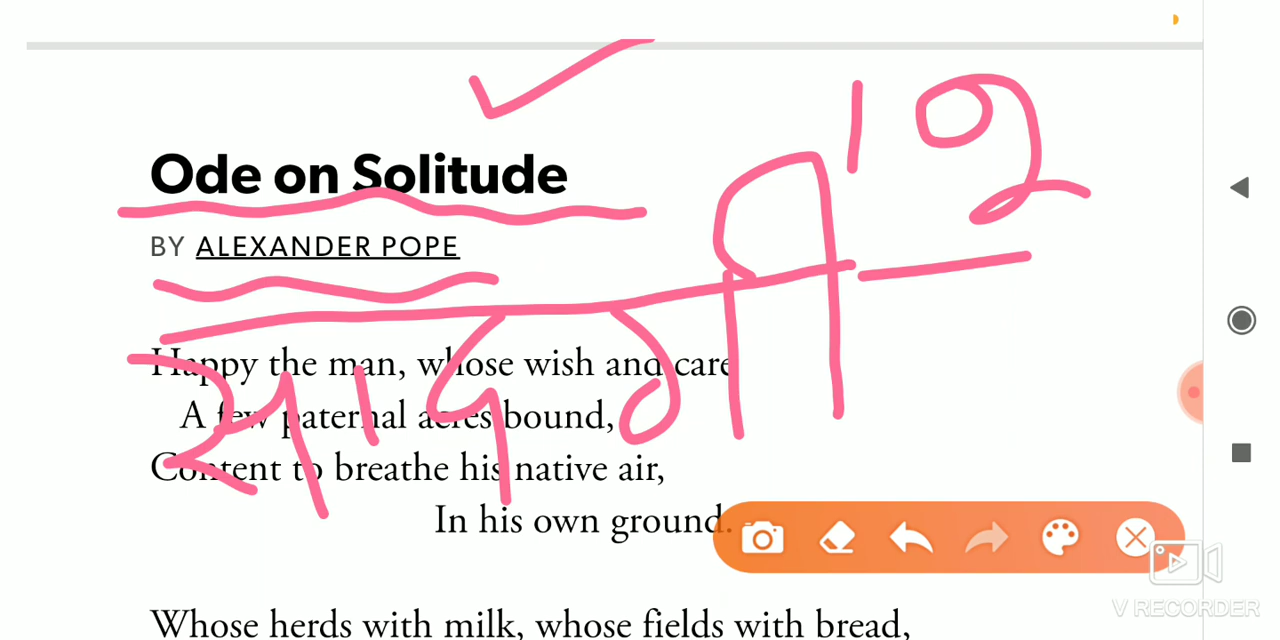 Ode on Solitude
BY ALEXANDER POPE
Happy the man, whose wish and care
A few paternal acres bound,
Content to breathe his native air,
In his own ground.
Whose herds with milk, whose fields with bread,
V RECORDER